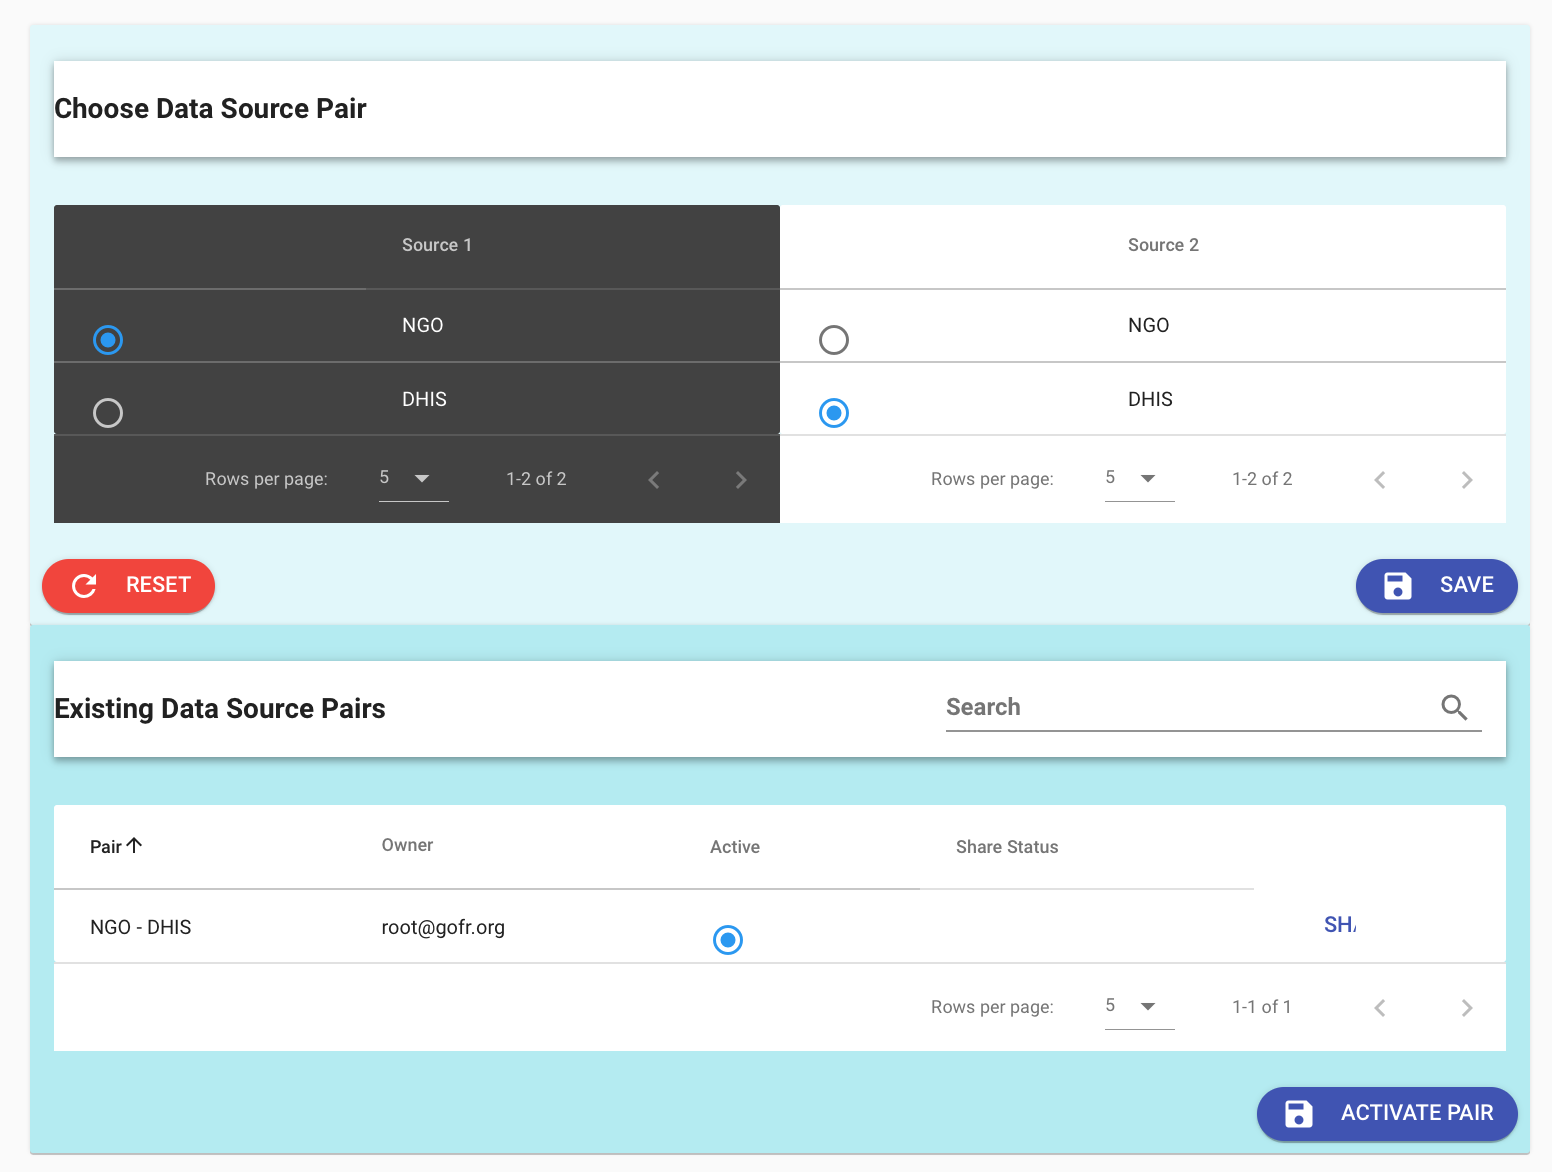 Choose Data Source Pair
Source 1
Source 2
NGO
NGO
DHIS
DHIS
Rows per page: 5 1-2 of 2
Rows per page: 5 1-2 of 2
RESET
SAVE
Existing Data Source Pairs
Search
Pair Owner Active Share Status
NGO - DHIS root@gofr.org
Rows per page: 5 1-1 of 1
ACTIVATE PAIR